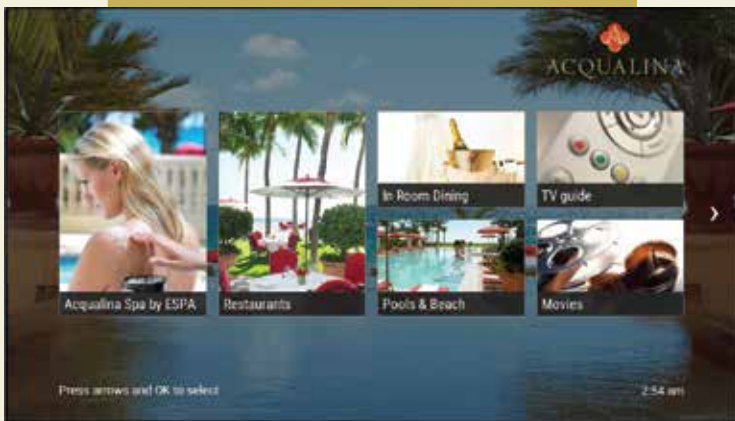 ACQUALINA
Acqualina Spa by ESPA
Restaurants
In Room Dining
TV guide
Pools & Beach
Movies
Press arrows and OK to select
2:54 am